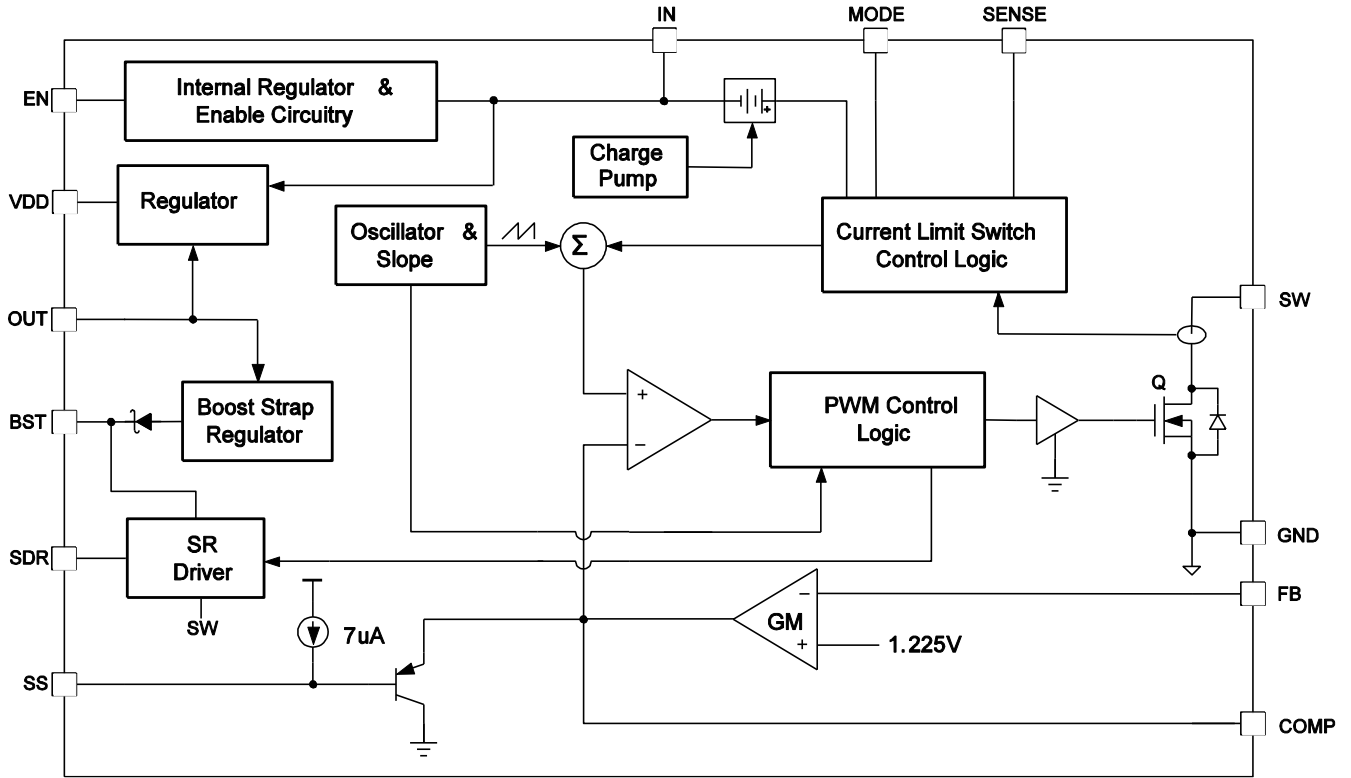 IN
MODE
SENSE
EN
Internal Regulator &
Enable Circuitry
+
Charge
Pump
VDD
Regulator
Oscillator &
Slope
Σ
Current Limit Switch
Control Logic
OUT
SW
Q
BST
Boost Strap
Regulator
+
−
PWM Control
Logic
SDR
SR
Driver
SW
GND
FB
−
GM
+
1.225V
7uA
SS
COMP